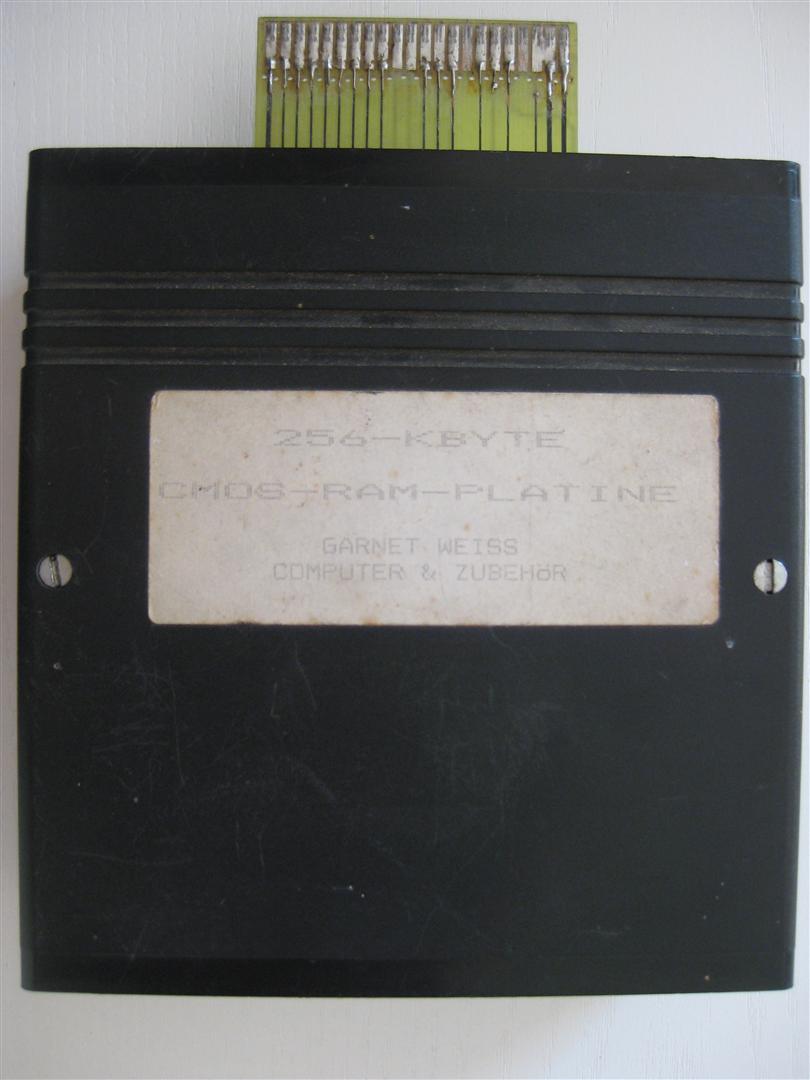 256-KBYTE
CMOS-RAM-PLATINE
GARNET WEISS
COMPUTER & ZUBEHöR